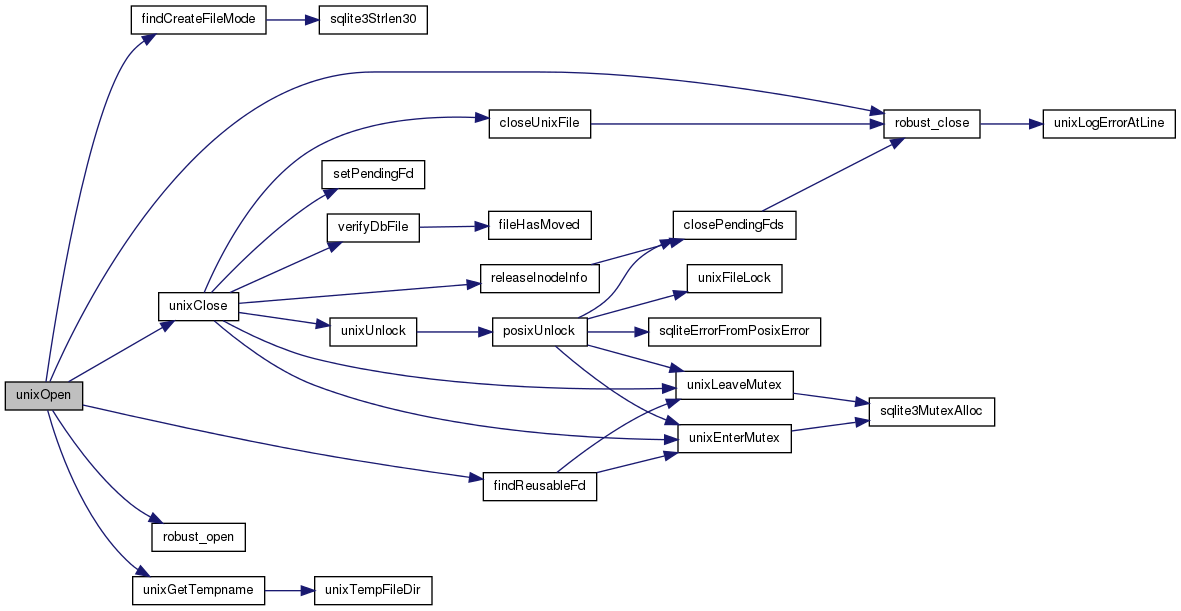 findCreateFileMode
sqlite3Strlen30
closeUnixFile
robust_close
unixLogErrorAtLine
setPendingFd
verifyDbFile
fileHasMoved
closePendingFds
releaseInodeInfo
unixFileLock
unixClose
unixUnlock
posixUnlock
sqliteErrorFromPosixError
unixOpen
unixLeaveMutex
sqlite3MutexAlloc
unixEnterMutex
findReusableFd
robust_open
unixGetTempname
unixTempFileDir